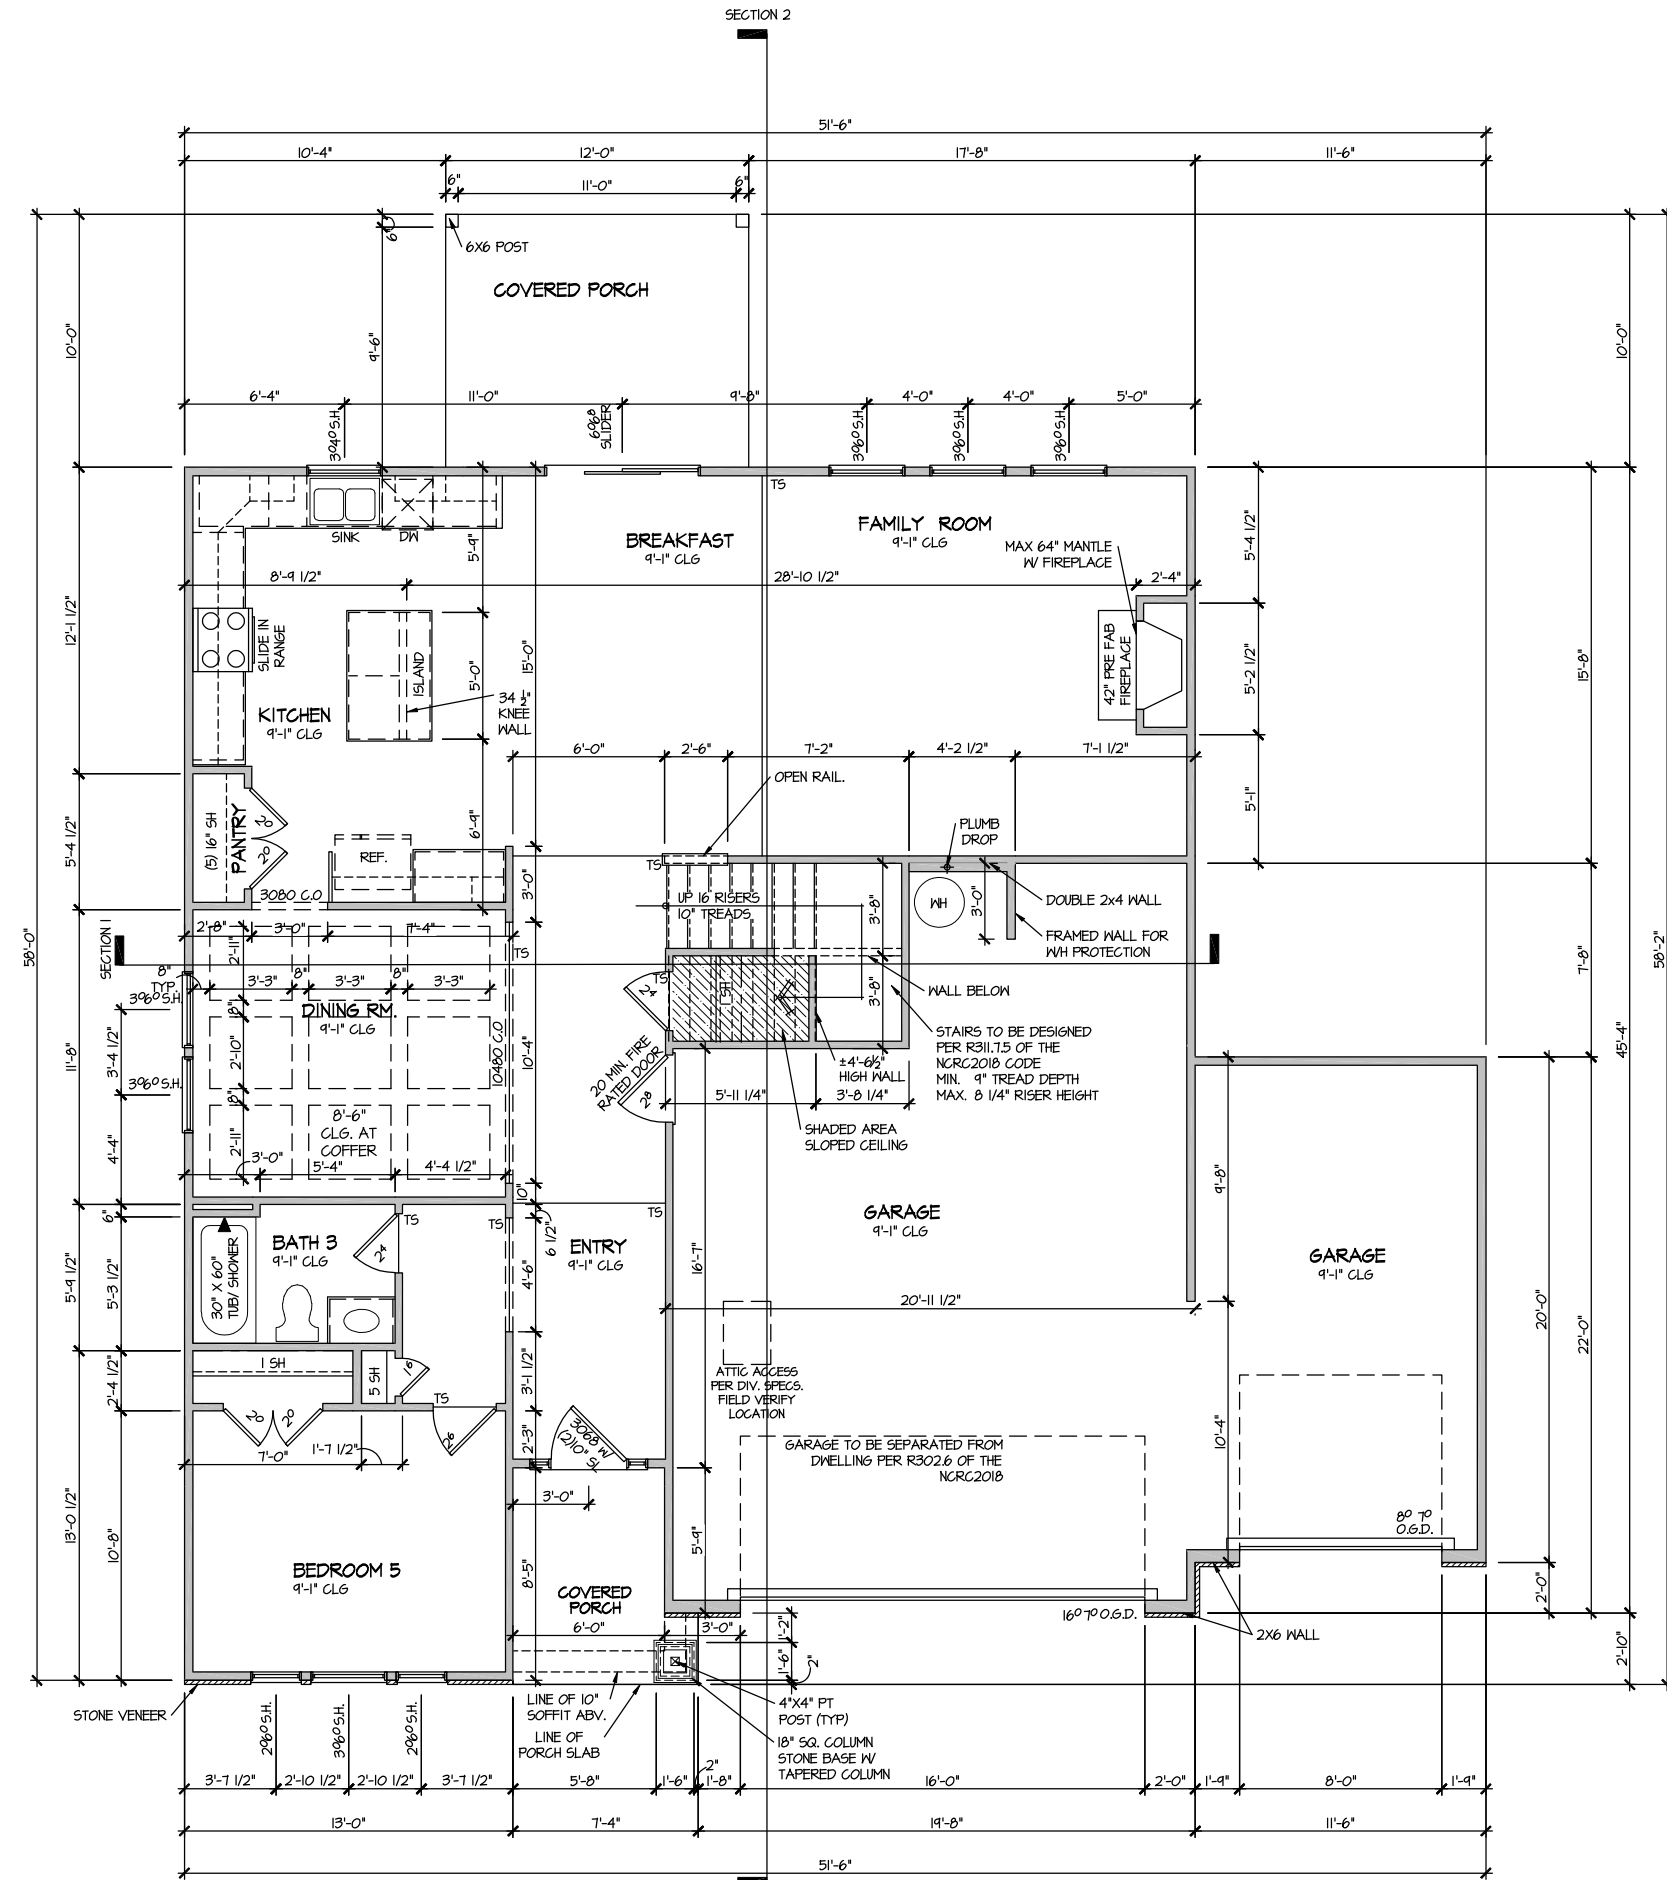 SECTION 2
51'-6"
10'-4"
12'-0"
17'-8"
11'-6"
6"
11'-0"
6"
6"
6X6 POST
COVERED PORCH
10'-0"
9'-6"
10'-0"
6'-4"
11'-0"
9'-8"
4'-0"
4'-0"
5'-0"
3040 S.H.
6068
SLIDER
3060 S.H.
3060 S.H.
3060 S.H.
TS
SINK
DW
5'-9"
BREAKFAST
9'-1" CLG
FAMILY ROOM
9'-1" CLG
MAX 64" MANTLE
W/ FIREPLACE
5'-4 1/2"
8'-9 1/2"
28'-10 1/2"
2'-4"
12'-1 1/2"
SLIDE IN
RANGE
ISLAND
5'-0"
15'-0"
42" PRE FAB
FIREPLACE
5'-2 1/2"
15'-8"
34 1/2"
KNEE
WALL
KITCHEN
9'-1" CLG
6'-0"
2'-6"
7'-2"
4'-2 1/2"
7'-1 1/2"
OPEN RAIL.
5'-1"
(5) 16" SH
PANTRY
20
20
6'-9"
5'-4 1/2"
REF.
PLUMB
DROP
TS
3080 C.O
3'-0"
UP 16 RISERS
10" TREADS
3'-8"
WH
3'-0"
DOUBLE 2x4 WALL
58'-0"
SECTION 1
2'-8"
3'-0"
7'-4"
2'-11"
TS
FRAMED WALL FOR
W/H PROTECTION
7'-8"
58'-2"
8"
TYP.
3'-3"
8"
3'-3"
8"
3'-3"
TS
24
1 SH
3'-8"
WALL BELOW
3060 S.H.
DINING RM.
9'-1" CLG
8"
11'-8"
3'-4 1/2"
2'-10"
10480 C.O
10'-4"
STAIRS TO BE DESIGNED
PER R311.7.5 OF THE
NCRC2018 CODE
MIN. 9" TREAD DEPTH
MAX. 8 1/4" RISER HEIGHT
45'-4"
20 MIN. FIRE
RATED DOOR
28
±4'-6 1/2"
HIGH WALL
3060 S.H.
8"
5'-11 1/4"
3'-8 1/4"
8'-6"
CLG. AT
COFFER
4'-4"
2'-11"
3'-0"
5'-4"
4'-4 1/2"
SHADED AREA
SLOPED CEILING
9'-8"
10"
6"
TS
TS
TS
6 1/2"
GARAGE
9'-1" CLG
BATH 3
9'-1" CLG
24
30" X 60"
TUB/ SHOWER
ENTRY
9'-1" CLG
4'-6"
16'-7"
GARAGE
9'-1" CLG
5'-9 1/2"
5'-3 1/2"
20'-11 1/2"
20'-0"
22'-0"
1 SH
5 SH
16
3'-1 1/2"
2'-4 1/2"
ATTIC ACCESS
PER DIV. SPECS.
FIELD VERIFY
LOCATION
TS
20
20
26
3068 W/
(2)10" SL
2'-3"
7'-0"
1'-7 1/2"
10'-4"
GARAGE TO BE SEPARATED FROM
DWELLING PER R302.6 OF THE
NCRC2018
3'-0"
13'-0 1/2"
10'-8"
5'-9"
80 70
O.G.D.
BEDROOM 5
9'-1" CLG
8'-5"
COVERED
PORCH
2'-0"
160 70 O.G.D.
6'-0"
3'-0"
1'-2"
2X6 WALL
2'-10"
1'-6"
2"
STONE VENEER
2060 S.H.
3060 S.H.
2060 S.H.
LINE OF 10"
SOFFIT ABV.
LINE OF
PORCH SLAB
4"X4" PT
POST (TYP)
18" SQ. COLUMN
STONE BASE W/
TAPERED COLUMN
3'-7 1/2"
2'-10 1/2"
2'-10 1/2"
3'-7 1/2"
5'-8"
1'-6"
2"
1'-8"
16'-0"
2'-0"
1'-9"
8'-0"
1'-9"
13'-0"
7'-4"
19'-8"
11'-6"
51'-6"